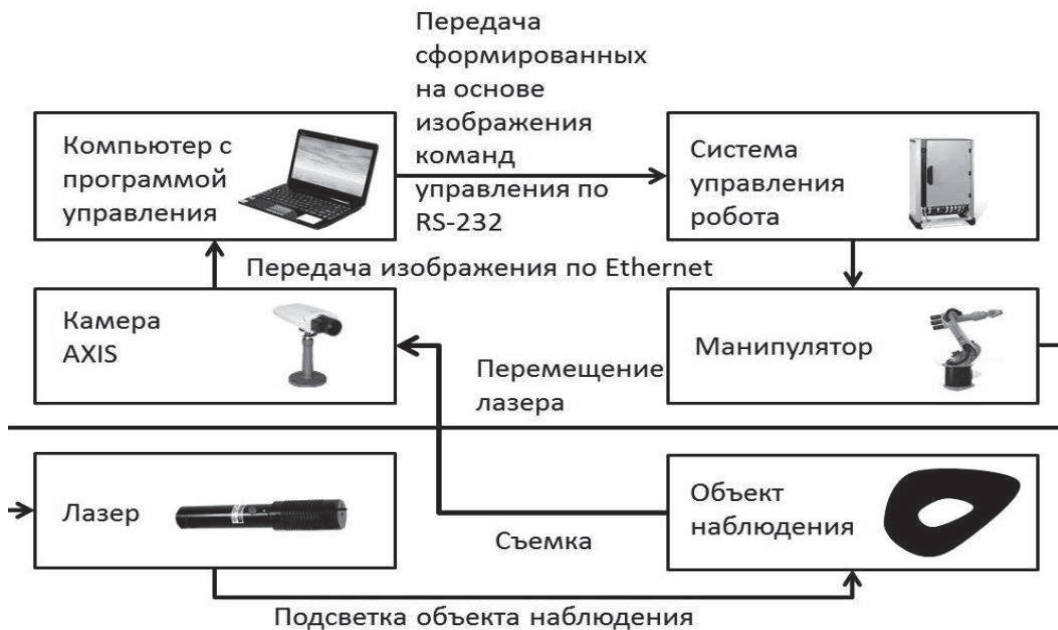 Передача
сформированных
на основе
изображения
команд
управления по
RS-232
Компьютер с
программой
управления
Система
управления
робота
Передача изображения по Ethernet
Камера
AXIS
Манипулятор
Перемещение
лазера
Лазер
Объект
наблюдения
Съемка
Подсветка объекта наблюдения